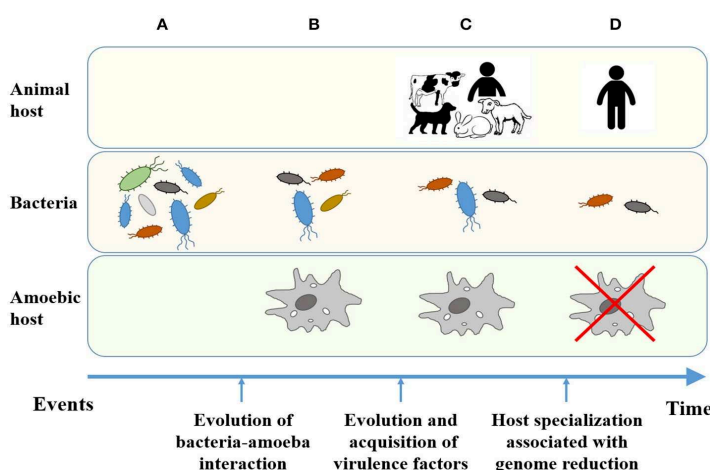 A B C D
Animal
host
Bacteria
Amoebic
host
Events
Time
Evolution of
bacteria-amoeba
interaction
Evolution and
acquisition of
virulence factors
Host specialization
associated with
genome reduction